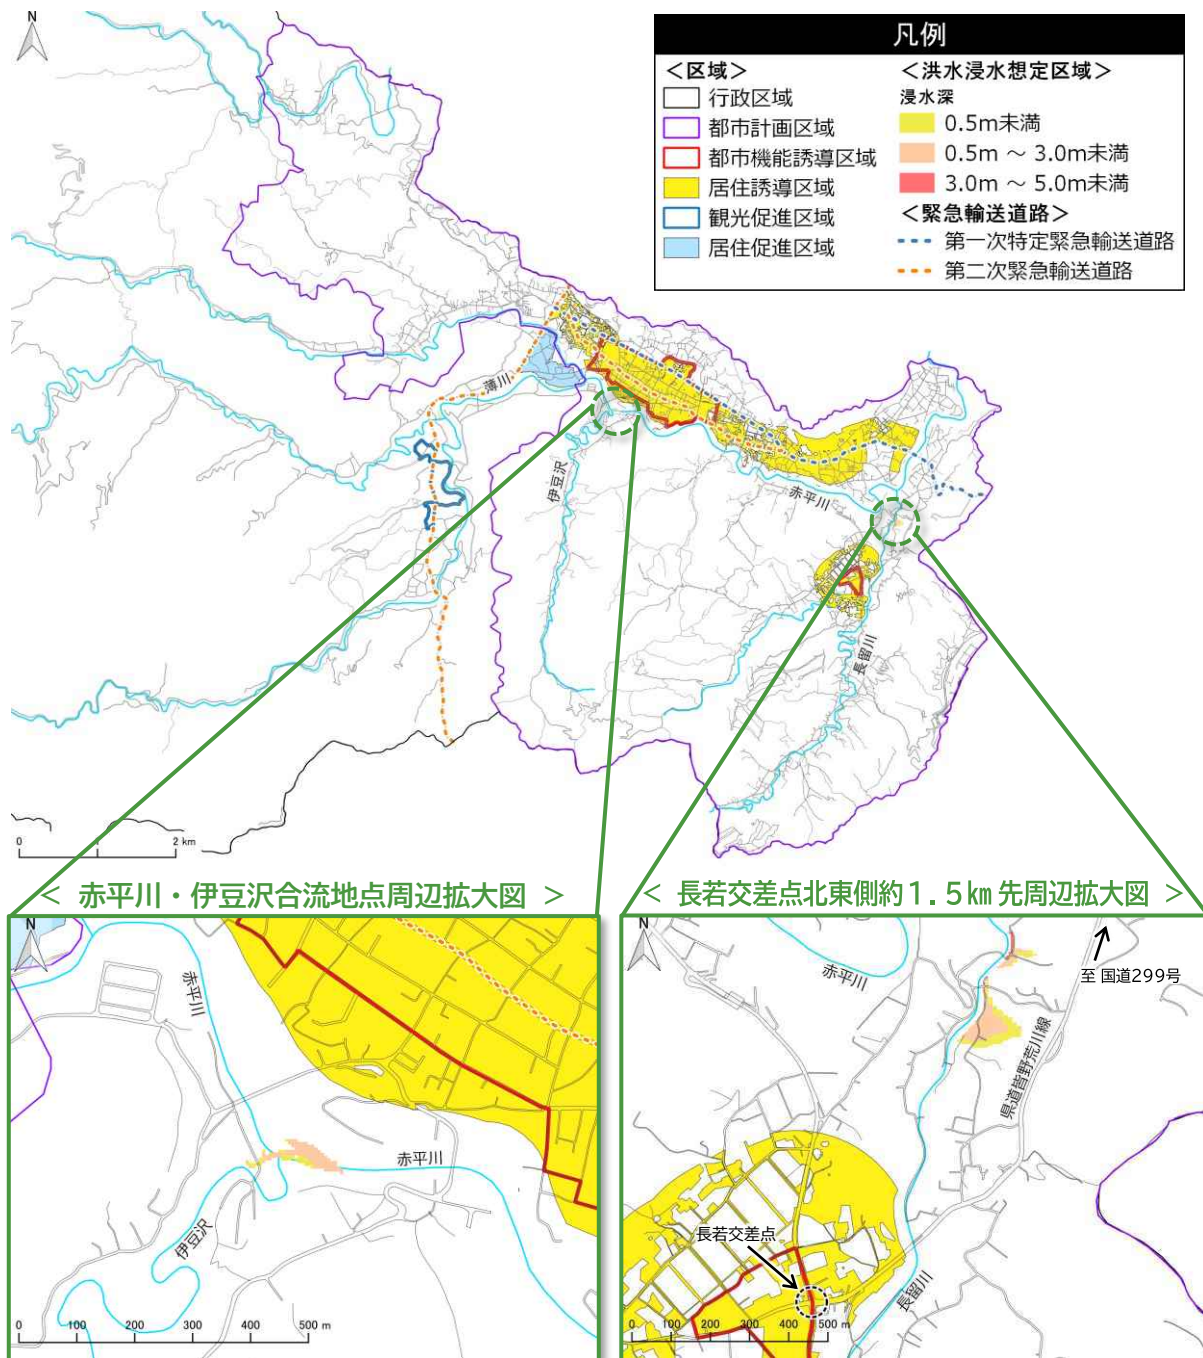 N
凡例
＜区域＞
行政区域
都市計画区域
都市機能誘導区域
居住誘導区域
観光促進区域
居住促進区域
＜洪水浸水想定区域＞
浸水深
0.5m未満
0.5m ～ 3.0m未満
3.0m ～ 5.0m未満
＜緊急輸送道路＞
第一次特定緊急輸送道路
第二次緊急輸送道路
薄川
伊豆沢
赤平川
長留川
0 2 km
＜ 赤平川・伊豆沢合流地点周辺拡大図 ＞
N
赤平川
赤平川
伊豆沢
0 100 200 300 400 500 m
＜ 長若交差点北東側約1.5㎞先周辺拡大図 ＞
N
赤平川
至 国道299号
県道皆野荒川線
長若交差点
長留川
0 100 200 300 400 500 m